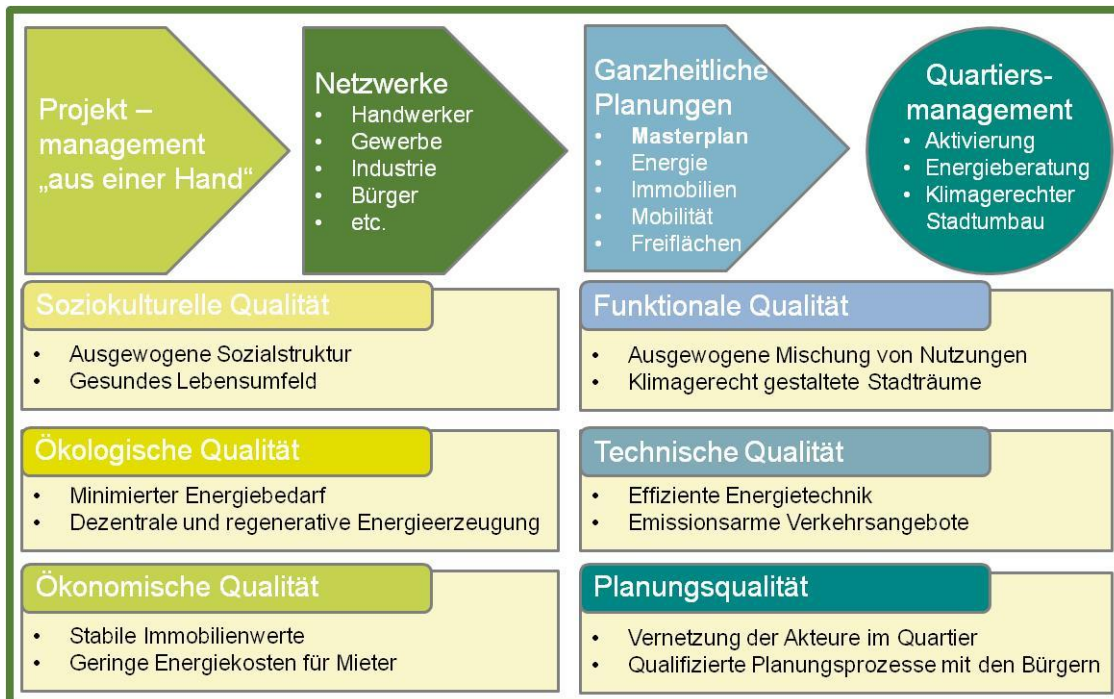 Projekt –
management
„aus einer Hand“
Netzwerke
• Handwerker
• Gewerbe
• Industrie
• Bürger
• etc.
Ganzheitliche
Planungen
• Masterplan
• Energie
• Immobilien
• Mobilität
• Freiflächen
Quartiers-
management
• Aktivierung
• Energieberatung
• Klimagerechter
Stadtumbau
Soziokulturelle Qualität
• Ausgewogene Sozialstruktur
• Gesundes Lebensumfeld
Funktionale Qualität
• Ausgewogene Mischung von Nutzungen
• Klimagerecht gestaltete Stadträume
Ökologische Qualität
• Minimierter Energiebedarf
• Dezentrale und regenerative Energieerzeugung
Technische Qualität
• Effiziente Energietechnik
• Emissionsarme Verkehrsangebote
Ökonomische Qualität
• Stabile Immobilienwerte
• Geringe Energiekosten für Mieter
Planungsqualität
• Vernetzung der Akteure im Quartier
• Qualifizierte Planungsprozesse mit den Bürgern